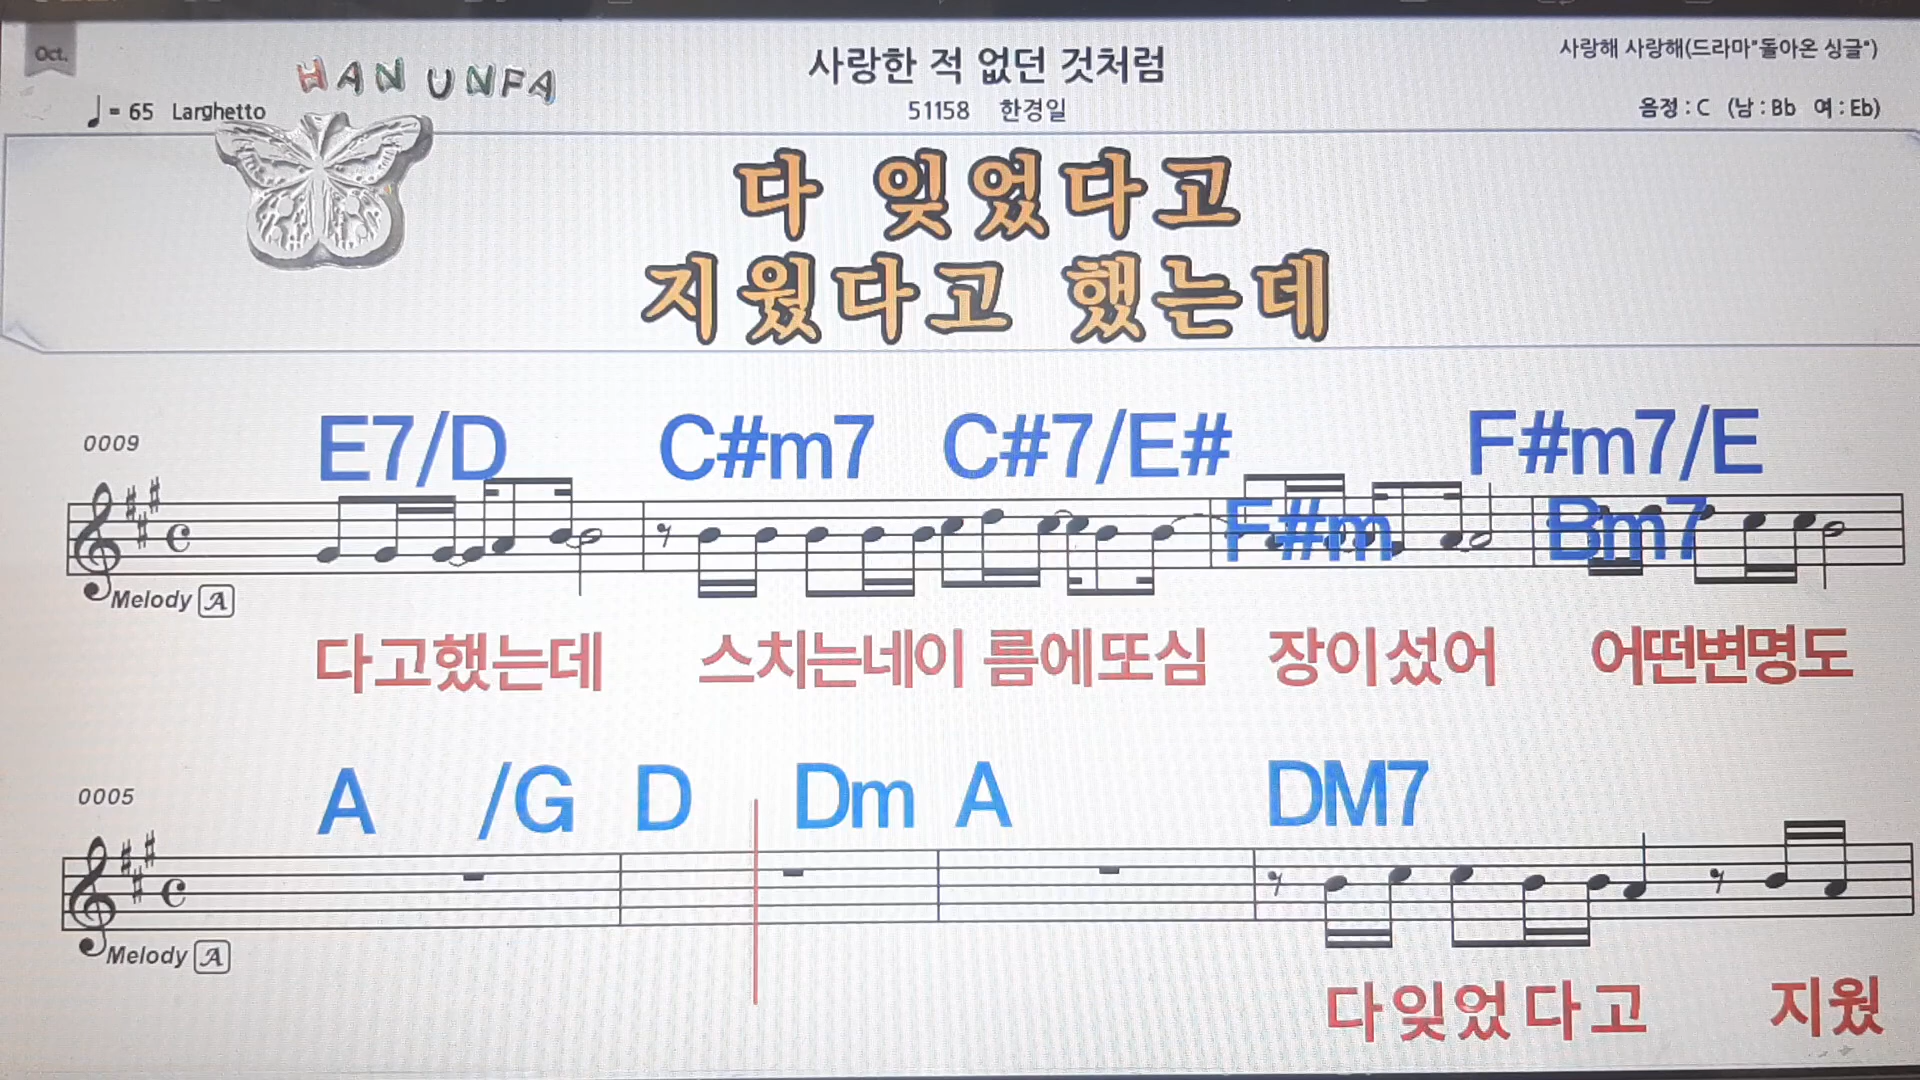 Oct.
HAN UNFA
사랑한 적 없던 것처럼
사랑해 사랑해(드라마"돌아온 싱글")
♩= 65 Larghetto
51158 한경일
음정 : C (남 : Bb 여 : Eb)
다 잊었다고
지웠다고 했는데
0009
E7/D C#m7 C#7/E# F#m7/E
F#m Bm7
Melody A
다고했는데 스치는네이 름에또심 장이섰어 어떤변명도
0005
A /G D Dm A DM7
Melody A
다잊었다고 지웠